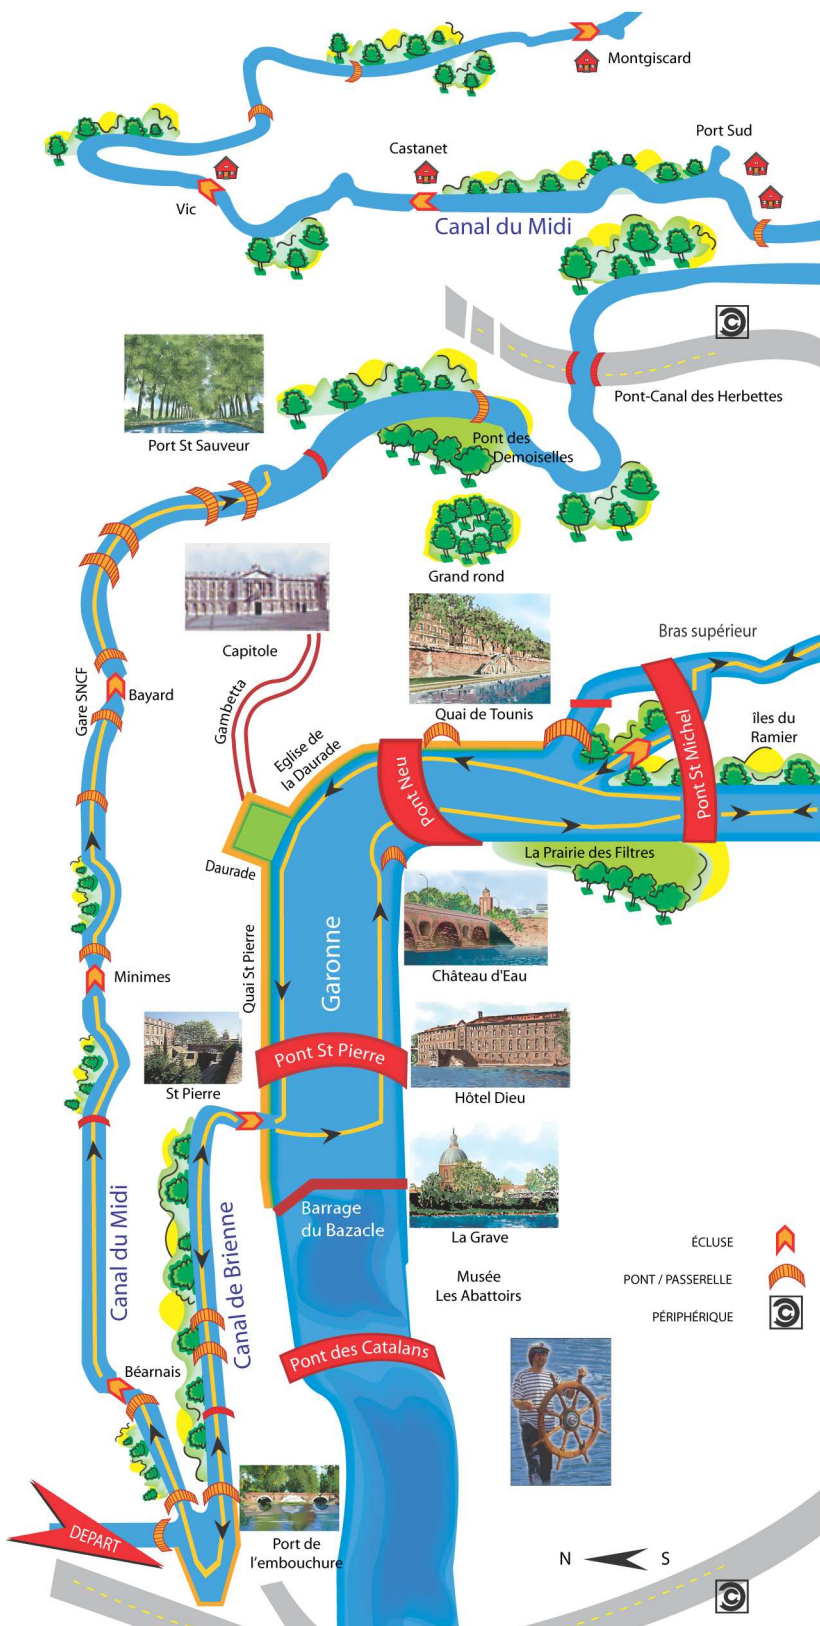 Montgiscard
Port Sud
Castanet
Vic
Canal du Midi
Pont-Canal des Herbettes
Port St Sauveur
Pont des
Demoiselles
Grand rond
Capitole
Bras supérieur
Gare SNCF
Bayard
Gambetta
Quai de Tounis
Eglise de
la Daurade
îles du
Ramier
Pont St Michel
Pont Neu
La Prairie des Filtres
Daurade
Quai St Pierre
Garonne
Château d'Eau
Minimes
Pont St Pierre
St Pierre
Hôtel Dieu
Canal du Midi
Canal de Brienne
Barrage
du Bazacle
La Grave
Musée
Les Abattoirs
ÉCLUSE
PONT / PASSERELLE
PÉRIPHÉRIQUE
Pont des Catalans
Béarnais
DEPART
Port de
l'embouchure
N S